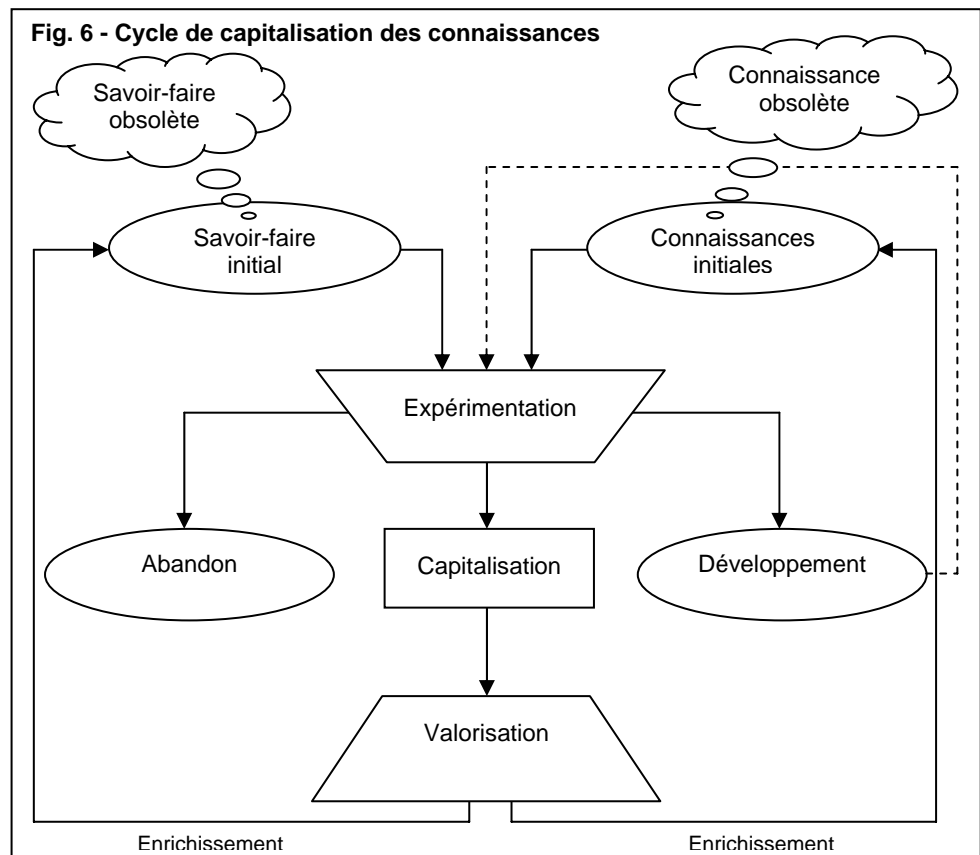 Fig. 6 - Cycle de capitalisation des connaissances
Savoir-faire
obsolète
Connaissance
obsolète
Savoir-faire
initial
Connaissances
initiales
Expérimentation
Abandon
Capitalisation
Développement
Valorisation
Enrichissement
Enrichissement